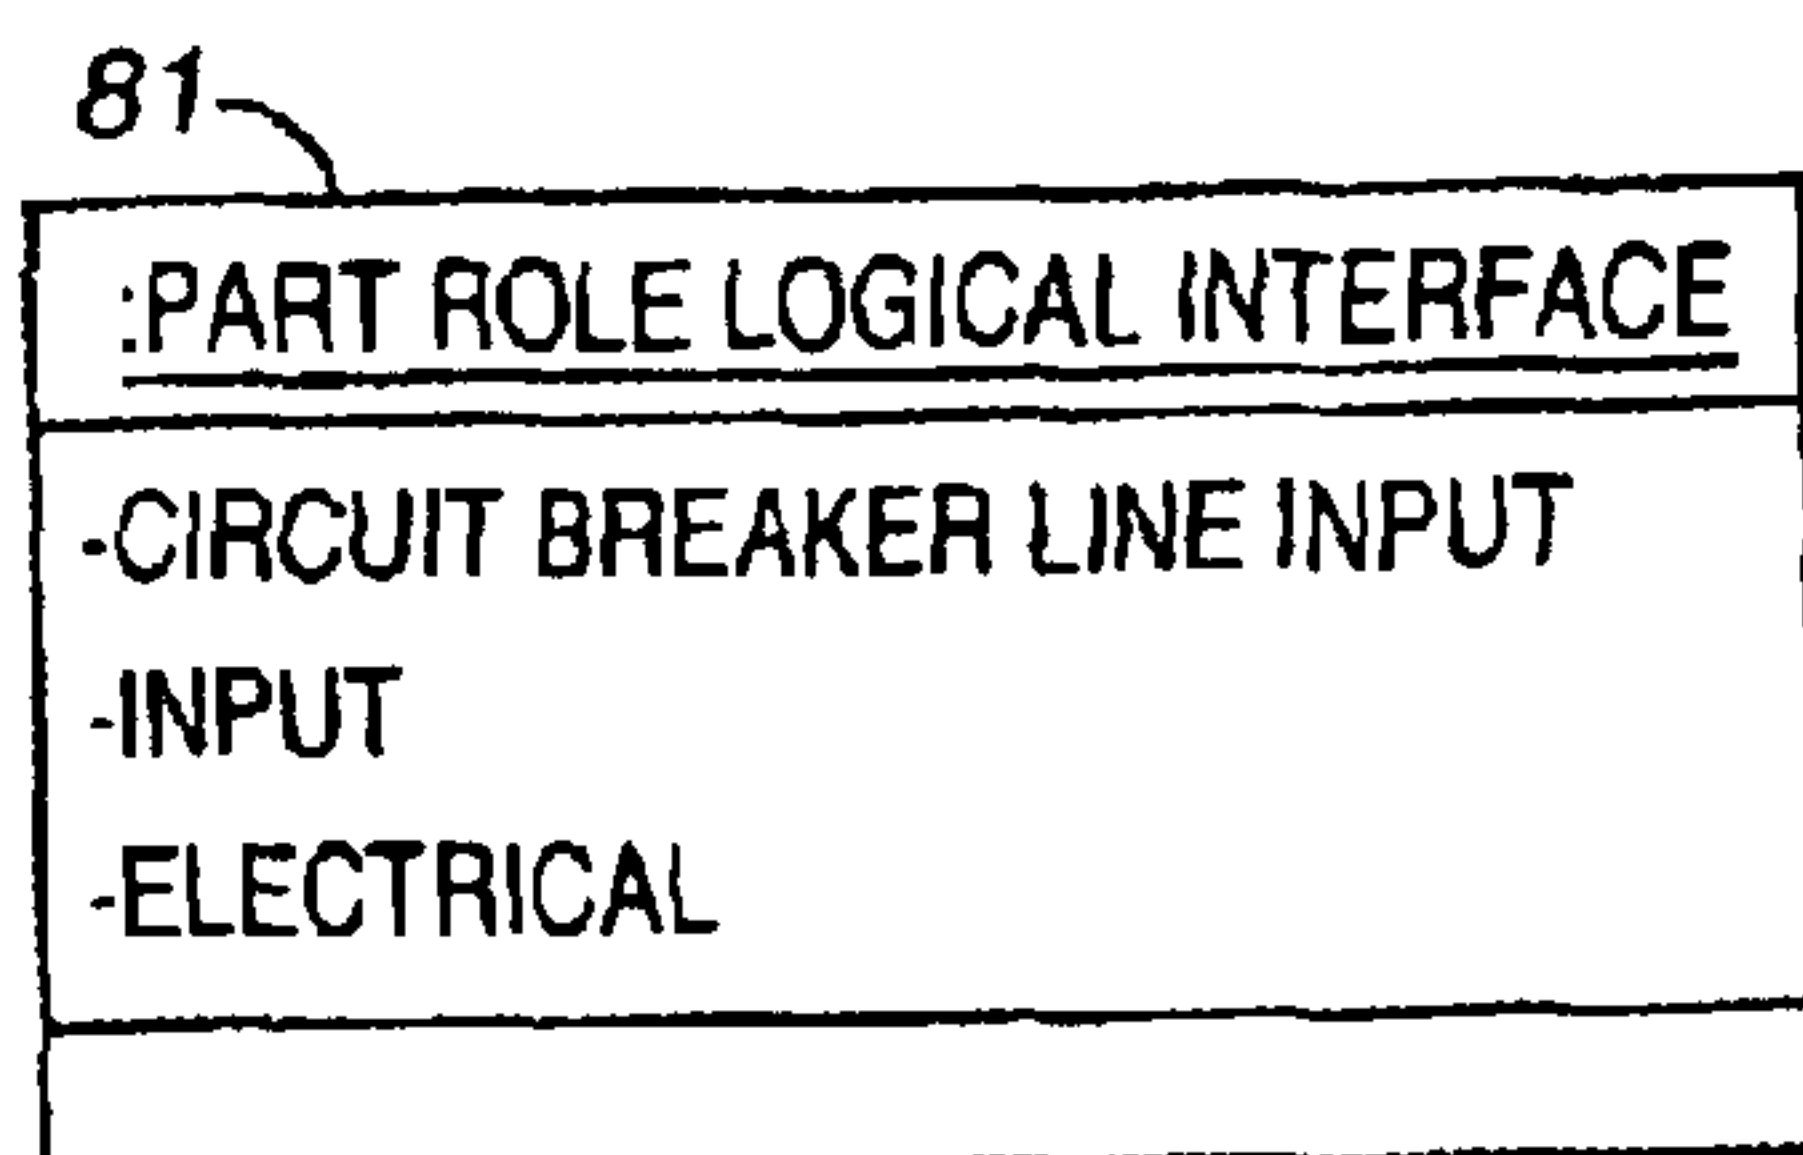 81
:PART ROLE LOGICAL INTERFACE
-CIRCUIT BREAKER LINE INPUT
-INPUT
-ELECTRICAL